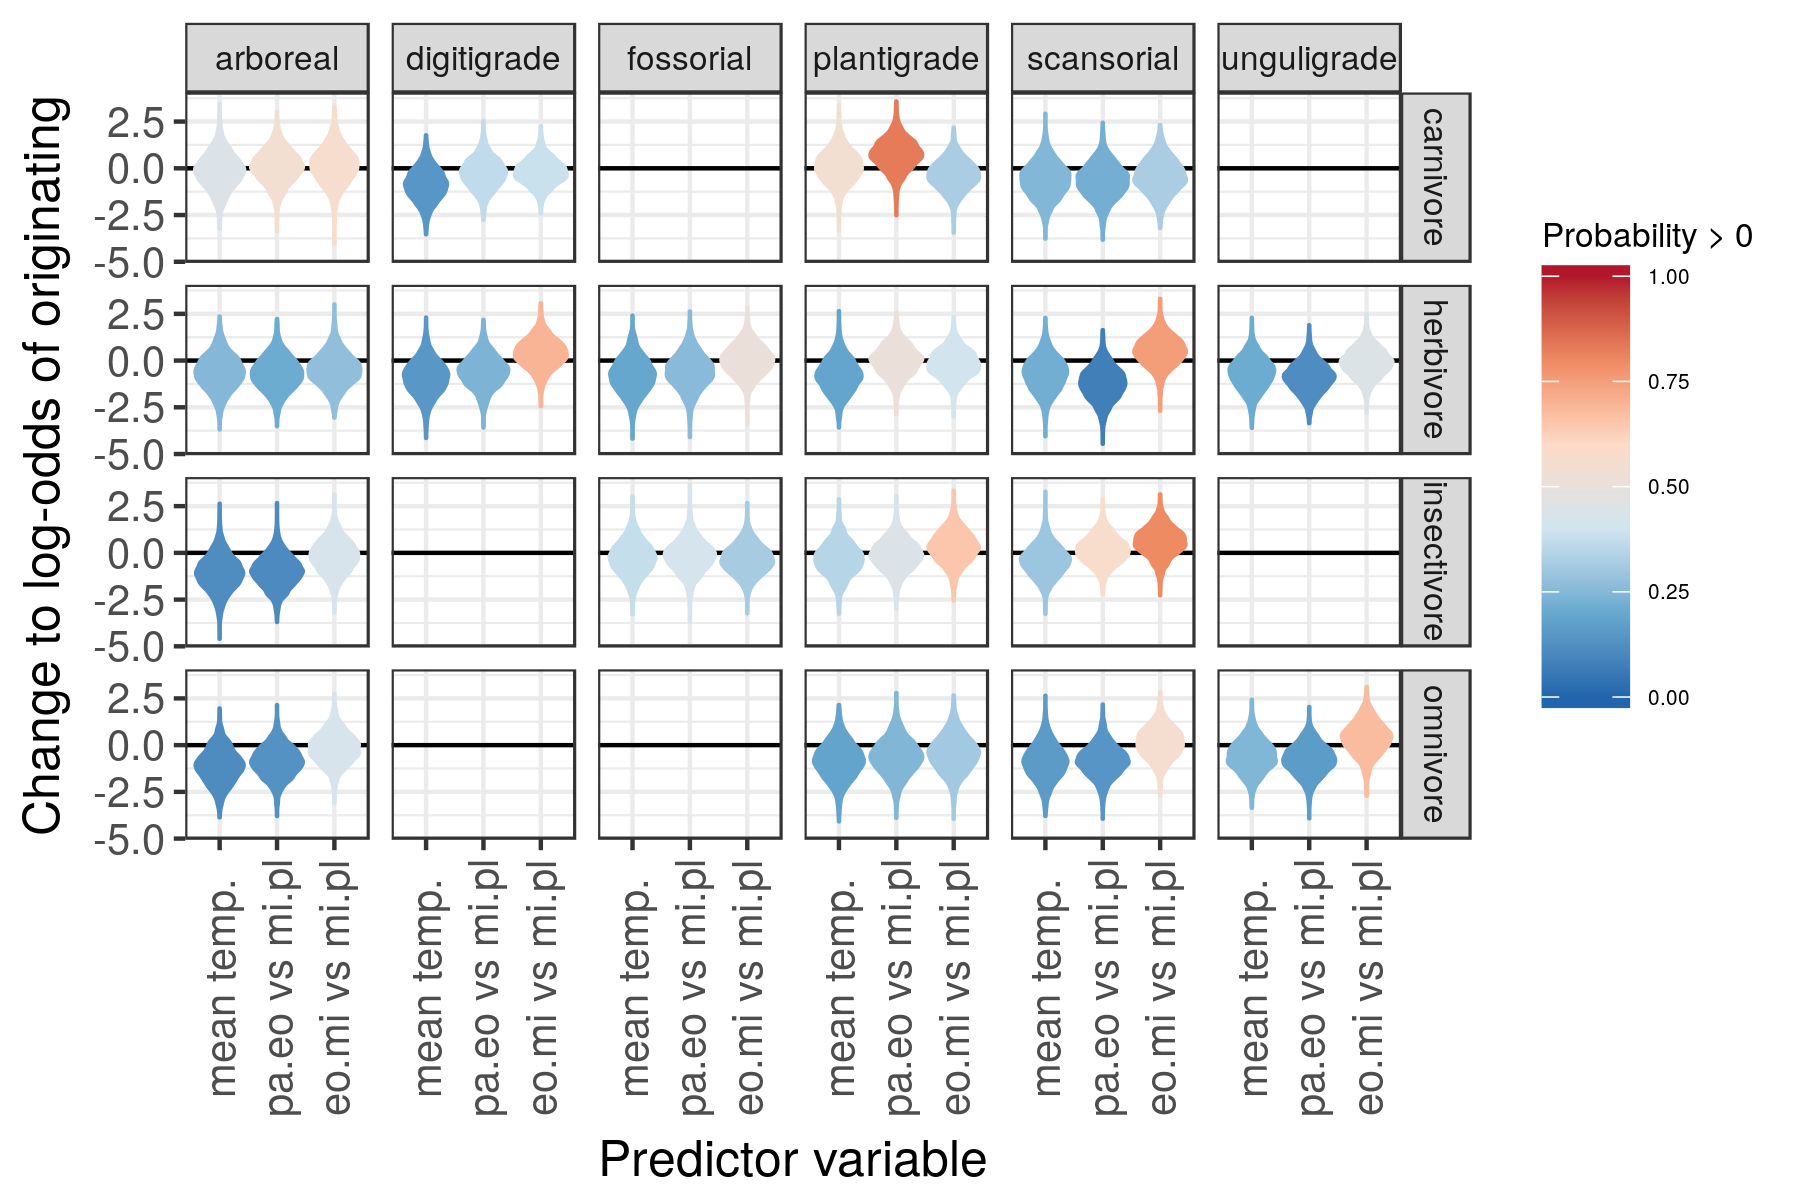 arboreal digitigrade fossorial plantigrade scansorial unguligrade
Change to log-odds of originating
2.5
0.0
-2.5
-5.0
carnivore
2.5
0.0
-2.5
-5.0
herbivore
2.5
0.0
-2.5
-5.0
insectivore
2.5
0.0
-2.5
-5.0
omnivore
mean temp.
pa.eo vs mi.pl
eo.mi vs mi.pl
mean temp.
pa.eo vs mi.pl
eo.mi vs mi.pl
mean temp.
pa.eo vs mi.pl
eo.mi vs mi.pl
mean temp.
pa.eo vs mi.pl
eo.mi vs mi.pl
mean temp.
pa.eo vs mi.pl
eo.mi vs mi.pl
mean temp.
pa.eo vs mi.pl
eo.mi vs mi.pl
Predictor variable
Probability > 0
1.00
0.75
0.50
0.25
0.00